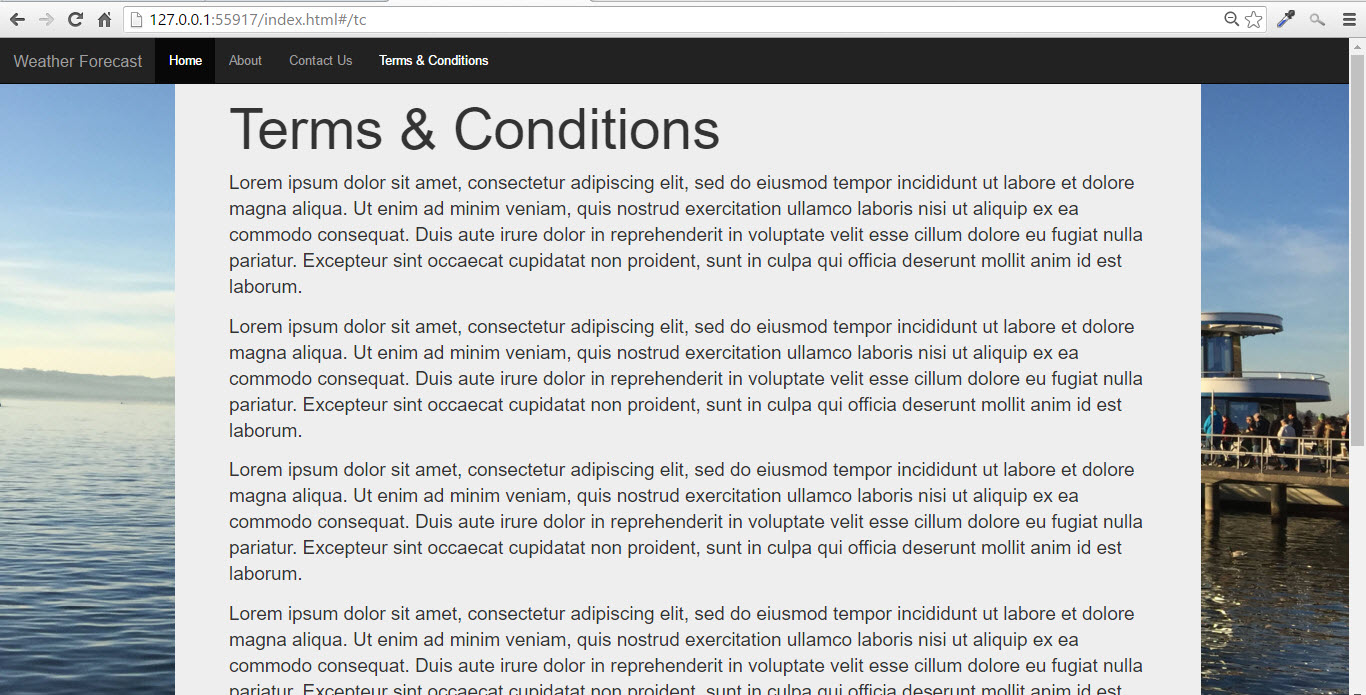 127.0.0.1:55917/index.html#/tc
Weather Forecast Home About Contact Us Terms & Conditions
Terms & Conditions
Lorem ipsum dolor sit amet, consectetur adipiscing elit, sed do eiusmod tempor incididunt ut labore et dolore
magna aliqua. Ut enim ad minim veniam, quis nostrud exercitation ullamco laboris nisi ut aliquip ex ea
commodo consequat. Duis aute irure dolor in reprehenderit in voluptate velit esse cillum dolore eu fugiat nulla
pariatur. Excepteur sint occaecat cupidatat non proident, sunt in culpa qui officia deserunt mollit anim id est
laborum.
Lorem ipsum dolor sit amet, consectetur adipiscing elit, sed do eiusmod tempor incididunt ut labore et dolore
magna aliqua. Ut enim ad minim veniam, quis nostrud exercitation ullamco laboris nisi ut aliquip ex ea
commodo consequat. Duis aute irure dolor in reprehenderit in voluptate velit esse cillum dolore eu fugiat nulla
pariatur. Excepteur sint occaecat cupidatat non proident, sunt in culpa qui officia deserunt mollit anim id est
laborum.
Lorem ipsum dolor sit amet, consectetur adipiscing elit, sed do eiusmod tempor incididunt ut labore et dolore
magna aliqua. Ut enim ad minim veniam, quis nostrud exercitation ullamco laboris nisi ut aliquip ex ea
commodo consequat. Duis aute irure dolor in reprehenderit in voluptate velit esse cillum dolore eu fugiat nulla
pariatur. Excepteur sint occaecat cupidatat non proident, sunt in culpa qui officia deserunt mollit anim id est
laborum.
Lorem ipsum dolor sit amet, consectetur adipiscing elit, sed do eiusmod tempor incididunt ut labore et dolore
magna aliqua. Ut enim ad minim veniam, quis nostrud exercitation ullamco laboris nisi ut aliquip ex ea
commodo consequat. Duis aute irure dolor in reprehenderit in voluptate velit esse cillum dolore eu fugiat nulla
pariatur. Excepteur sint occaecat cupidatat non proident, sunt in culpa qui officia deserunt mollit anim id est